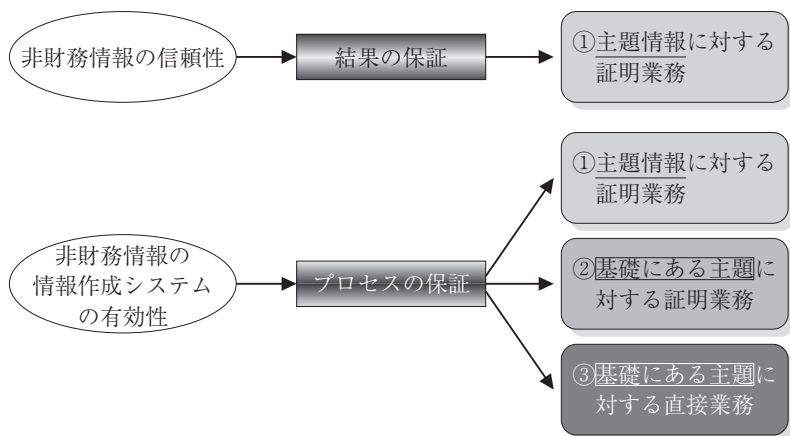 非財務情報の信頼性
結果の保証
①主題情報に対する
証明業務
非財務情報の
情報作成システム
の有効性
プロセスの保証
①主題情報に対する
証明業務
②基礎にある主題に
対する証明業務
③基礎にある主題に
対する直接業務